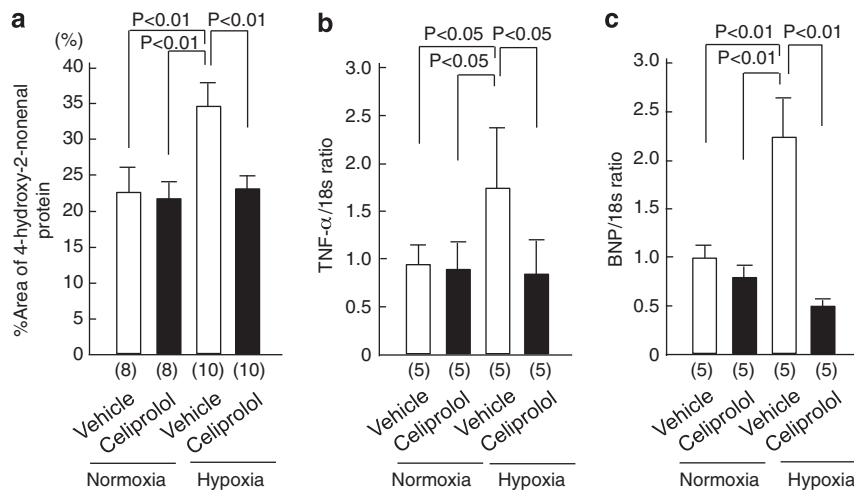 a
P<0.01
P<0.01
P<0.01
(%)
40
35
30
25
20
15
10
5
0
%Area of 4-hydroxy-2-nonenal
protein
(8) (8) (10) (10)
Vehicle Celiprolol Vehicle Celiprolol
Normoxia Hypoxia
b
P<0.05 P<0.05
P<0.05
3.0
2.5
2.0
1.5
1.0
0.5
0
TNF-α/18s ratio
(5) (5) (5) (5)
Vehicle Celiprolol Vehicle Celiprolol
Normoxia Hypoxia
c
P<0.01 P<0.01
P<0.01
3.0
2.5
2.0
1.5
1.0
0.5
0
BNP/18s ratio
(5) (5) (5) (5)
Vehicle Celiprolol Vehicle Celiprolol
Normoxia Hypoxia